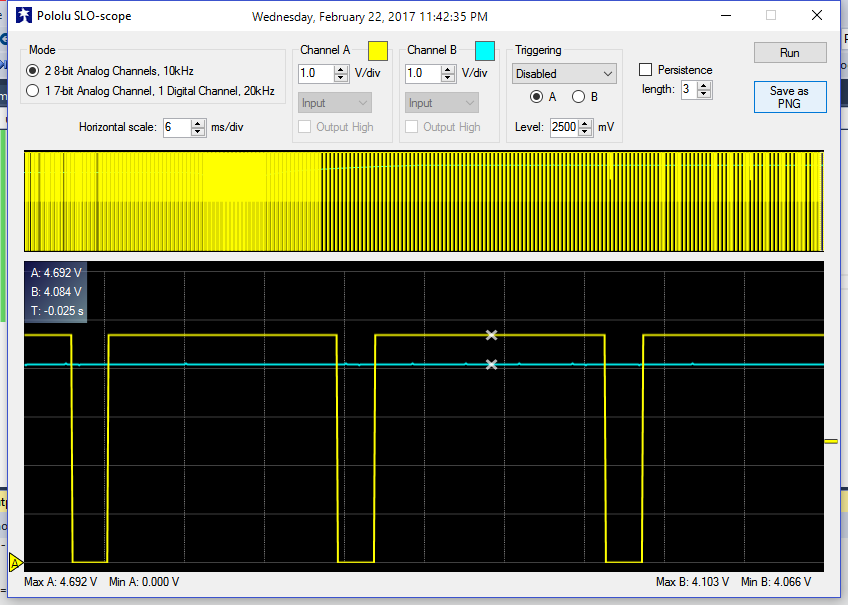 Pololu SLO-scope
Wednesday, February 22, 2017 11:42:35 PM
Mode
2 8-bit Analog Channels, 10kHz
1 7-bit Analog Channel, 1 Digital Channel, 20kHz
Horizontal scale: 6 ms/div
Channel A
1.0 V/div
Input
Output High
Channel B
1.0 V/div
Input
Output High
Triggering
Disabled
A B
Level: 2500 mV
Persistence
length: 3
Run
Save as
PNG
A: 4.692 V
B: 4.084 V
T: -0.025 s
A
Max A: 4.692 V Min A: 0.000 V
Max B: 4.103 V Min B: 4.066 V